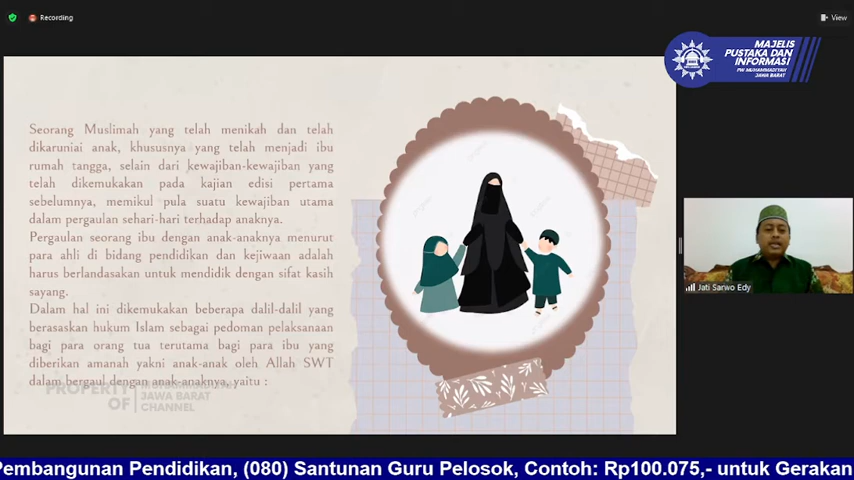 Recording
View
MAJELIS
PUSTAKA DAN
INFORMASI
PWI MUHAMMADIYAH
JAWA BARAT
Seorang Muslimah yang telah menikah dan telah
dikaruniai anak, khususnya yang telah menjadi ibu
rumah tangga, selain dari kewajiban-kewajiban yang
telah dikemukakan pada kajian edisi pertama
sebelumnya, memikul pula suatu kewajiban utama
dalam pergaulan sehari-hari terhadap anaknya.
Pergaulan seorang ibu dengan anak-anaknya menurut
para ahli di bidang pendidikan dan kejiwaan adalah
harus berlandasakan untuk mendidik dengan sifat kasih
sayang.
Dalam hal ini dikemukakan beberapa dalil-dalil yang
berasaskan hukum Islam sebagai pedoman pelaksanaan
bagi para orang tua terutama bagi para ibu yang
diberikan amanah yakni anak-anak oleh Allah SWT
dalam bergaul dengan anak-anaknya, yaitu :
PROPERTY
OF
JAWA BARAT
CHANNEL
Jati Sarwo Edy
Pembangunan Pendidikan, (080) Santunan Guru Pelosok, Contoh: Rp100.075,- untuk Gerakan